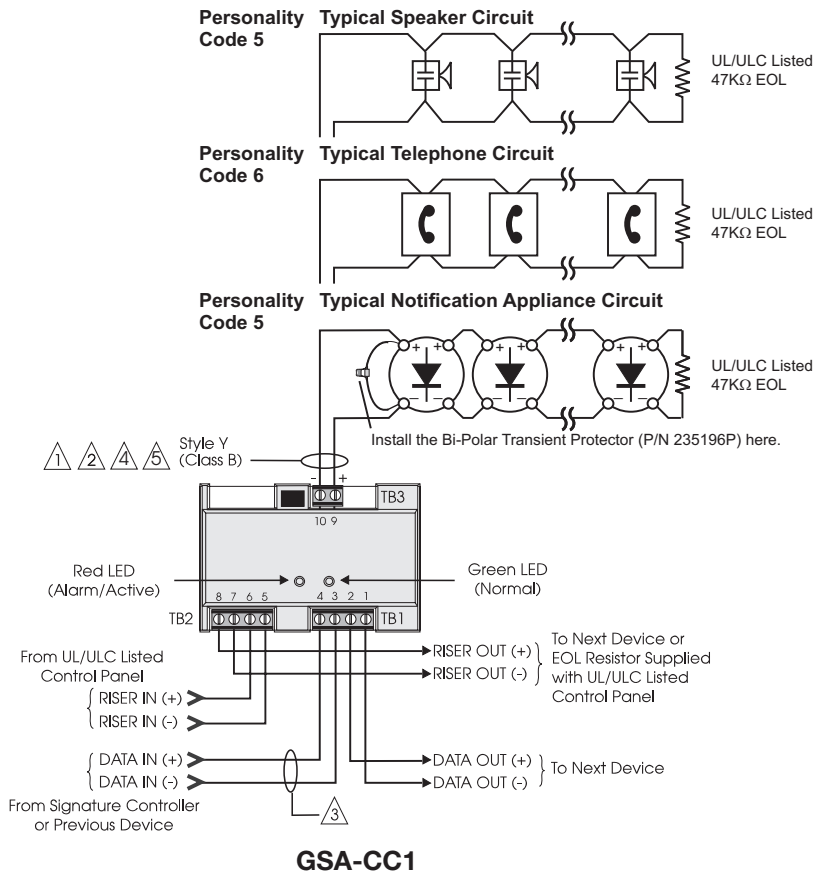 Personality Typical Speaker Circuit
Code 5
UL/ULC Listed
47KΩ EOL
Personality Typical Telephone Circuit
Code 6
UL/ULC Listed
47KΩ EOL
Personality Typical Notification Appliance Circuit
Code 5
+ + + + + +
UL/ULC Listed
47KΩ EOL
– – – – – –
Install the Bi-Polar Transient Protector (P/N 235196P) here.
1 2 4 5
Style Y
(Class B)
- +
TB3
10 9
Red LED
(Alarm/Active)
Green LED
(Normal)
8 7 6 5 4 3 2 1
TB2
TB1
From UL/ULC Listed
Control Panel
RISER IN (+)
RISER IN (-)
RISER OUT (+)
RISER OUT (-)
To Next Device or
EOL Resistor Supplied
with UL/ULC Listed
Control Panel
DATA IN (+)
DATA IN (-)
DATA OUT (+)
DATA OUT (-)
To Next Device
From Signature Controller
or Previous Device
3
GSA-CC1